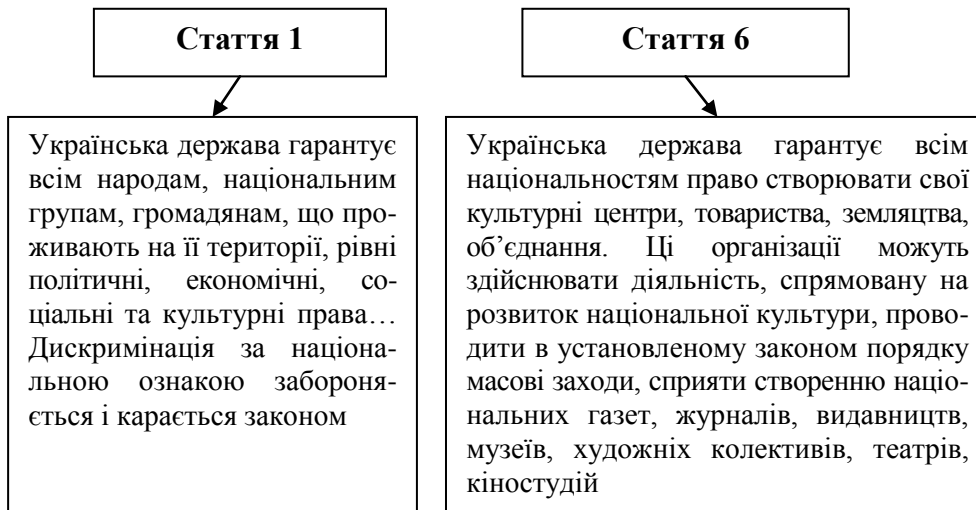 Стаття 1
Українська держава гарантує
всім народам, національним
групам, громадянам, що про-
живають на її території, рівні
політичні, економічні, со-
ціальні та культурні права…
Дискримінація за націона-
льною ознакою забороня-
ється і карається законом
Стаття 6
Українська держава гарантує всім
національностям право створювати свої
культурні центри, товариства, земляцтва,
об’єднання. Ці організації можуть
здійснювати діяльність, спрямовану на
розвиток національної культури, прово-
дити в установленому законом порядку
масові заходи, сприяти створенню націо-
нальних газет, журналів, видавництв,
музеїв, художніх колективів, театрів,
кіностудій